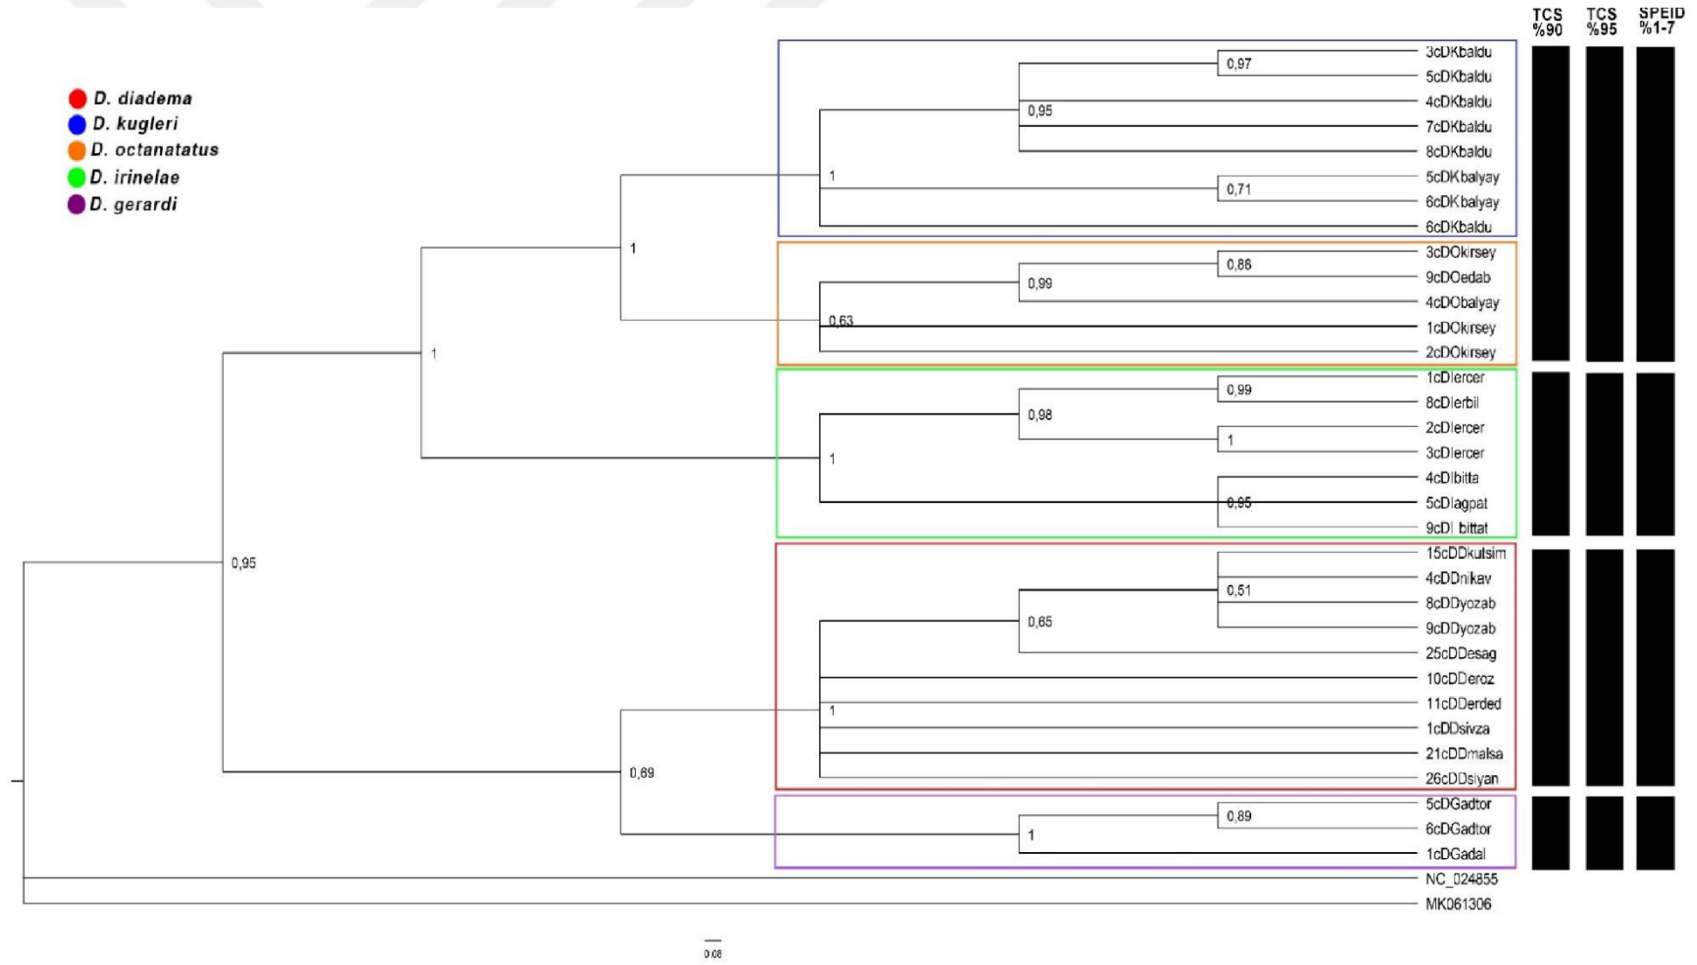 TCS TCS SPEID
%90 %95 %1-7
D. diadema
D. kugleri
D. octanatatus
D. irinelae
D. gerardi
3cDKbaldu
0,97
5cDKbaldu
4cDKbaldu
0,95
7cDKbaldu
8cDKbaldu
1
5cDKbalyay
0,71
6cDKbalyay
6cDKbaldu
1
3cDOkirsey
0,88
9cDOedab
0,99
4cDObalyay
0,63
1cDOkirsey
2cDOkirsey
1
1cDIercer
0,99
8cDIerbil
0,98
2cDIercer
1
3cDIercer
1
4cDIbitta
0,95
5cDIagpat
9cDI bittat
15cDDkutsim
0,95
4cDDnikav
0,51
8cDDyozab
0,65
9cDDyozab
25cDDesag
10cDDeroz
11cDDerded
1
1cDDsivza
21cDDmalsa
0,69
26cDDsiyan
5cDGadtor
0,89
6cDGadtor
1
1cDGadal
NC_024855
MK061306
0.08